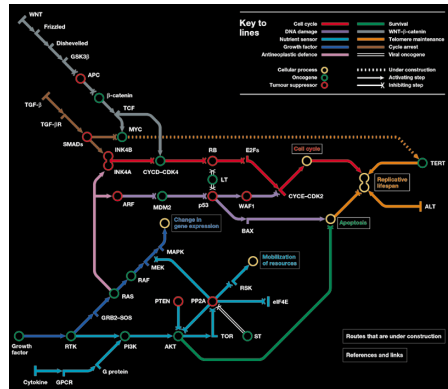 WNT
Frizzled
Dishevelled
GSK3β
APC
β-catenin
TCF
TGF-β
TGF-βR
SMADs
MYC
INK4B
INK4A
CYCD-CDK4
RB
E2Fs
Cell cycle
LT
ARF
MDM2
p53
WAF1
CYCE-CDK2
BAX
Replicative
lifespan
TERT
ALT
Apoptosis
Change in
gene expression
MAPK
MEK
RAF
RAS
GRB2-SOS
Mobilization
of resources
RSK
PTEN
PP2A
eIF4E
Growth
factor
RTK
PI3K
AKT
TOR
ST
G protein
Cytokine
GPCR
Key to
lines
Cell cycle
DNA damage
Nutrient sensor
Growth factor
Antineoplastic defence
Survival
WNT-β-catenin
Telomere maintenance
Cycle arrest
Viral oncogene
Cellular process
Oncogene
Tumour suppressor
Under construction
Activating step
Inhibiting step
Routes that are under construction
References and links